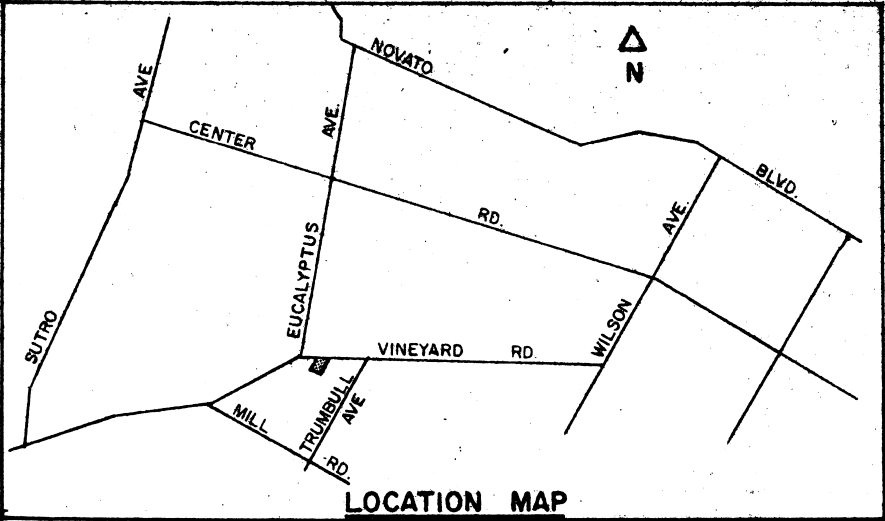 NOVATO
BLVD.
N
SUTRO AVE
CENTER RD.
EUCALYPTUS AVE.
WILSON AVE.
VINEYARD RD.
MILL RD.
TRUMBULL AVE
LOCATION MAP